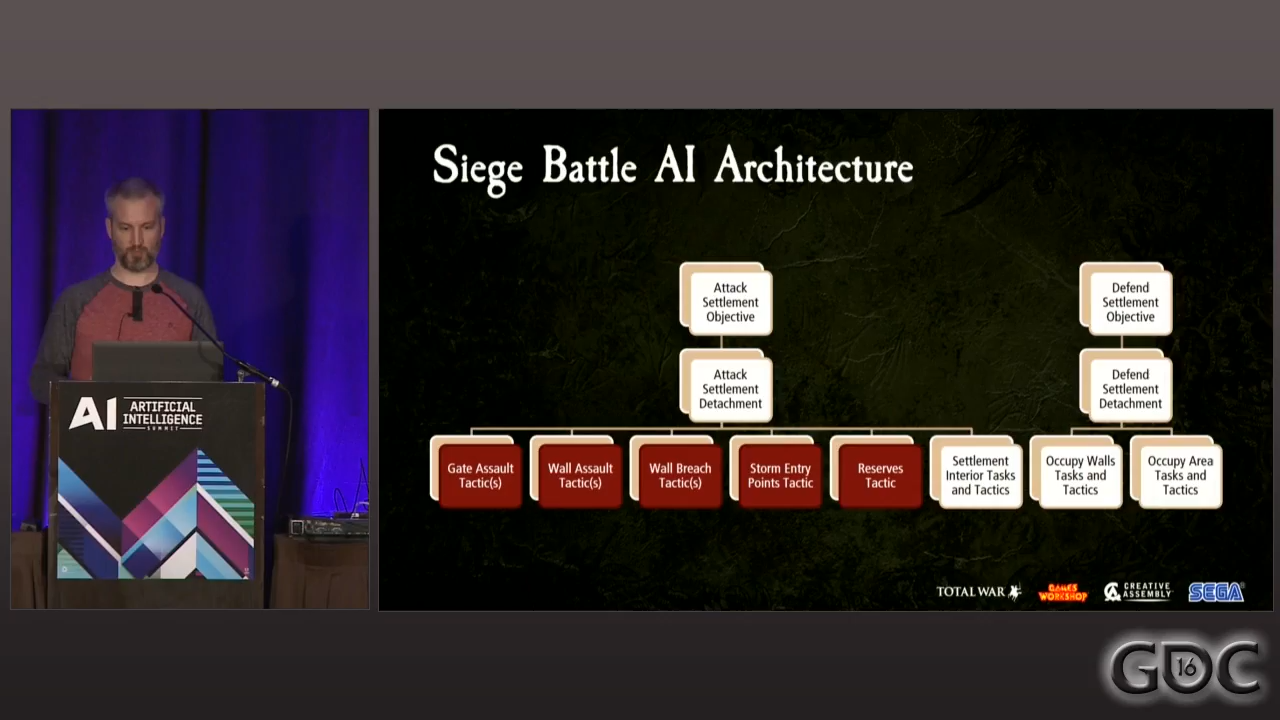 Siege Battle AI Architecture
Attack
Settlement
Objective
Defend
Settlement
Objective
Attack
Settlement
Detachment
Defend
Settlement
Detachment
Gate Assault
Tactic(s)
Wall Assault
Tactic(s)
Wall Breach
Tactic(s)
Storm Entry
Points Tactic
Reserves
Tactic
Settlement
Interior Tasks
and Tactics
Occupy Walls
Tasks and
Tactics
Occupy Area
Tasks and
Tactics
TOTAL WAR
GAMES
WORKSHOP
CREATIVE
ASSEMBLY
SEGA
AI ARTIFICIAL
INTELLIGENCE
SUMMIT
GDC
16